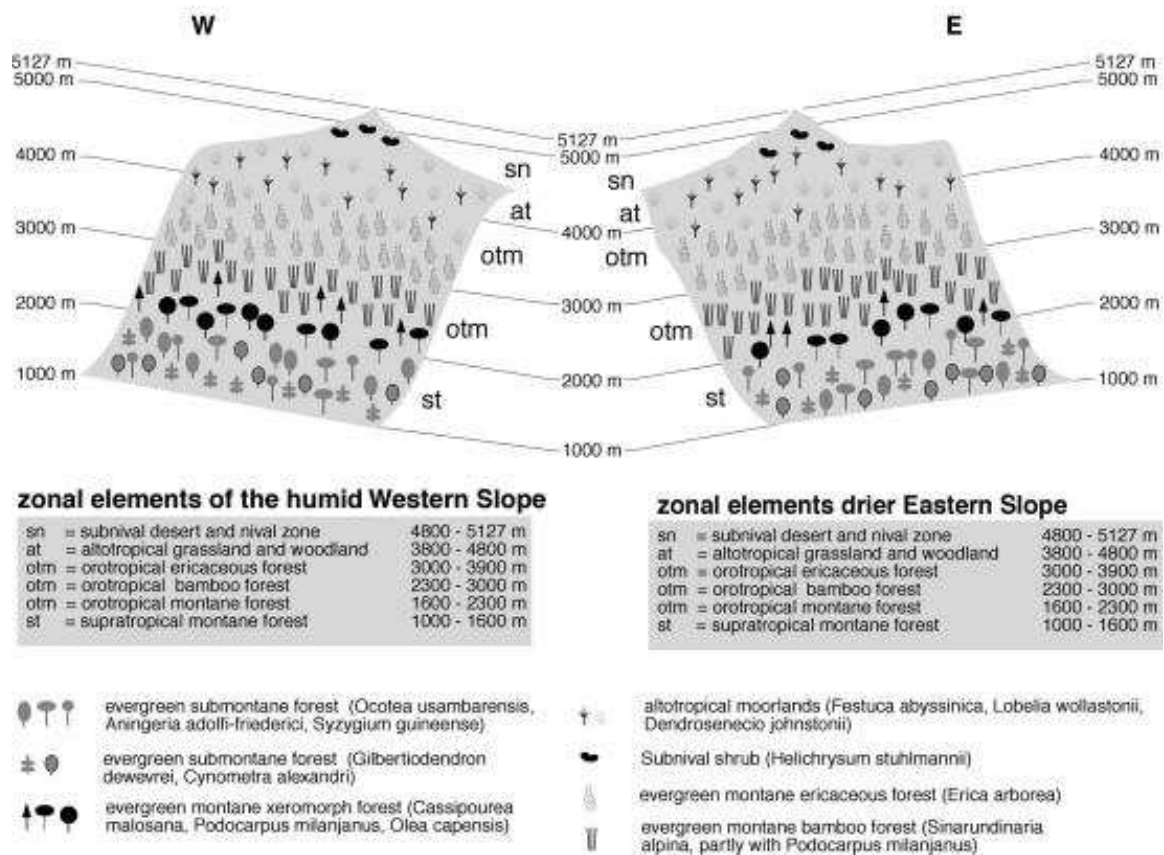 W
E
5127 m
5000 m
4000 m
3000 m
2000 m
1000 m
5127 m
5000 m
4000 m
3000 m
2000 m
1000 m
5127 m
5000 m
4000 m
3000 m
2000 m
1000 m
sn
at
otm
otm
st
sn
at
otm
otm
st
zonal elements of the humid Western Slope
sn = subnival desert and nival zone 4800 - 5127 m
at = altotropical grassland and woodland 3800 - 4800 m
otm = orotropical ericaceous forest 3000 - 3900 m
otm = orotropical bamboo forest 2300 - 3000 m
otm = orotropical montane forest 1600 - 2300 m
st = supratropical montane forest 1000 - 1600 m
zonal elements drier Eastern Slope
sn = subnival desert and nival zone 4800 - 5127 m
at = altotropical grassland and woodland 3800 - 4800 m
otm = orotropical ericaceous forest 3000 - 3900 m
otm = orotropical bamboo forest 2300 - 3000 m
otm = orotropical montane forest 1600 - 2300 m
st = supratropical montane forest 1000 - 1600 m
evergreen submontane forest (Ocotea usambarensis,
Aningeria adolfi-friederici, Syzygium guineense)
evergreen submontane forest (Gilbertiodendron
dewevrei, Cynometra alexandri)
evergreen montane xeromorph forest (Cassipourea
malosana, Podocarpus milanjanus, Olea capensis)
altotropical moorlands (Festuca abyssinica, Lobelia wollastonii,
Dendrosenecio johnstonii)
Subnival shrub (Helichrysum stuhlmannii)
evergreen montane ericaceous forest (Erica arborea)
evergreen montane bamboo forest (Sinarundinaria
alpina, partly with Podocarpus milanjanus)